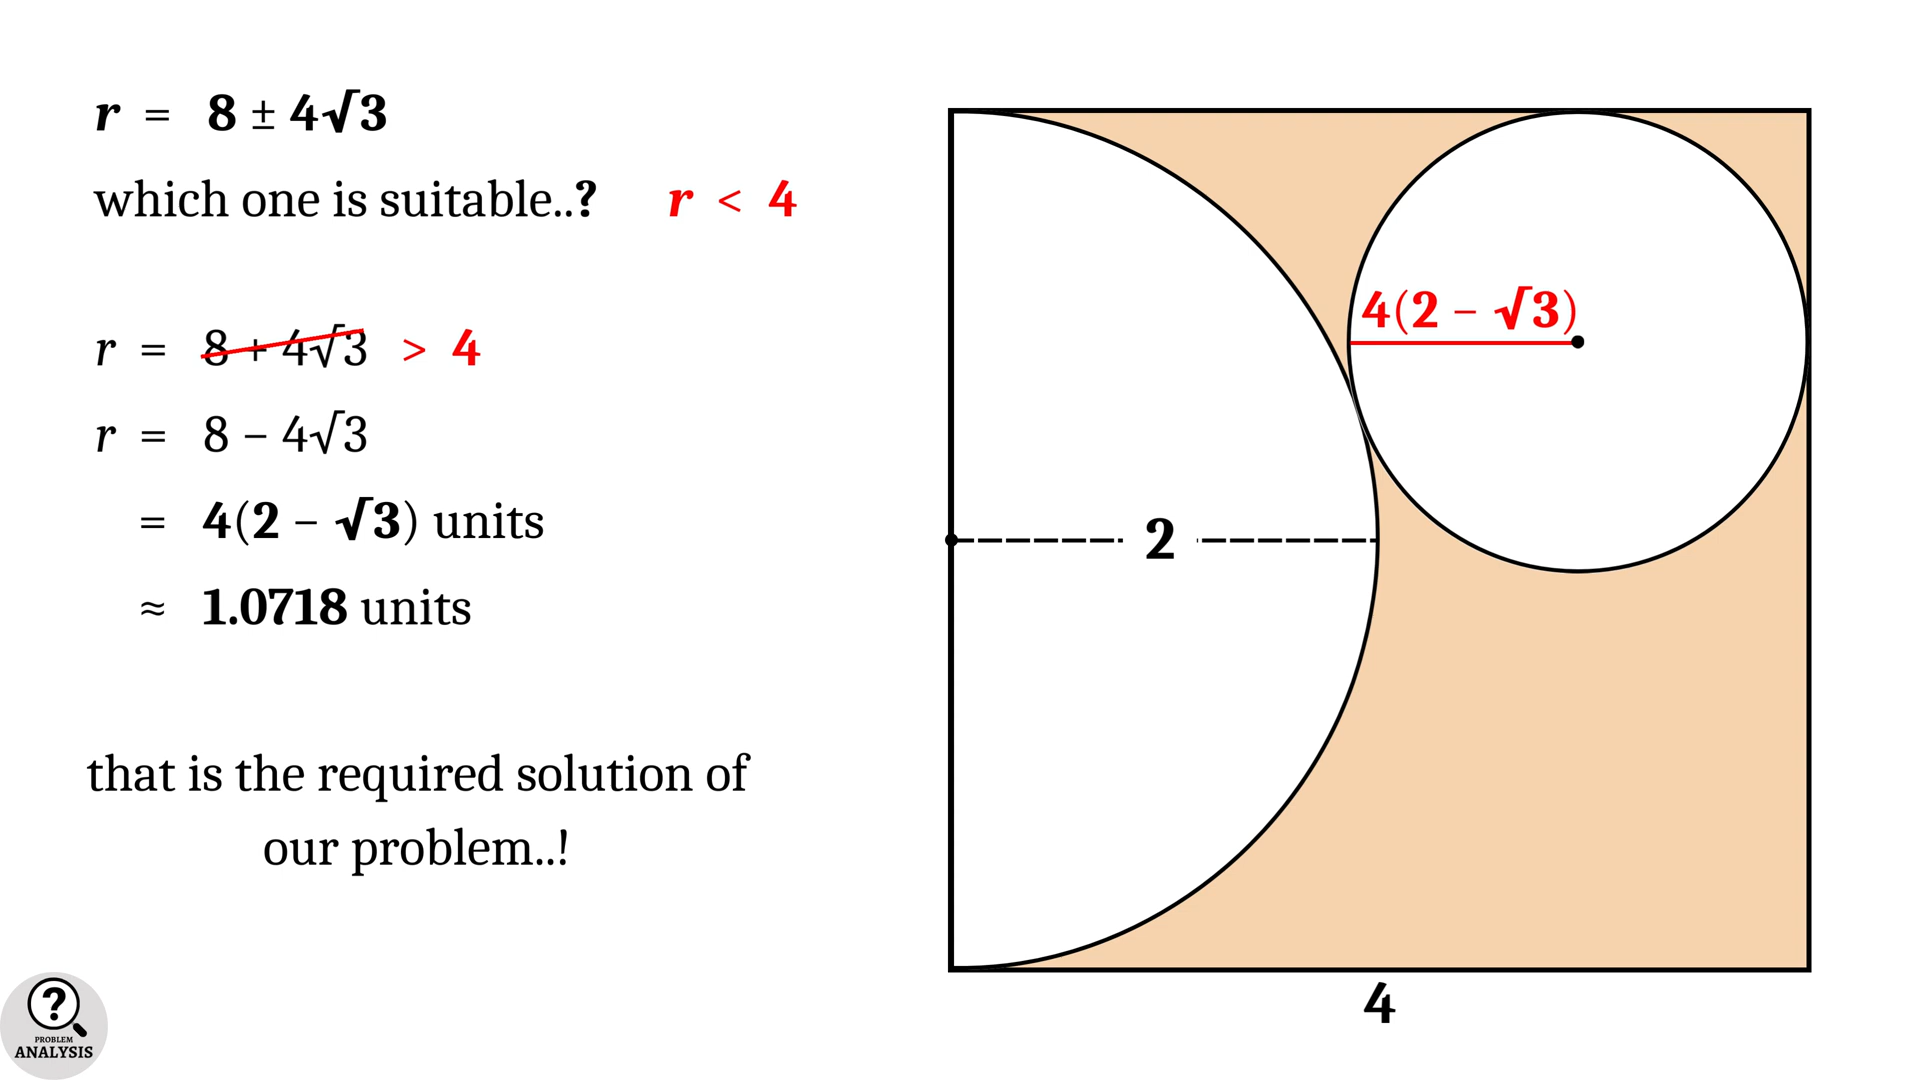 r = 8 ± 4√3
which one is suitable..? r < 4
r = 8 + 4√3 > 4
r = 8 − 4√3
= 4(2 − √3) units
≈ 1.0718 units
that is the required solution of
our problem..!
4(2 − √3)
2
4
?
PROBLEM
ANALYSIS